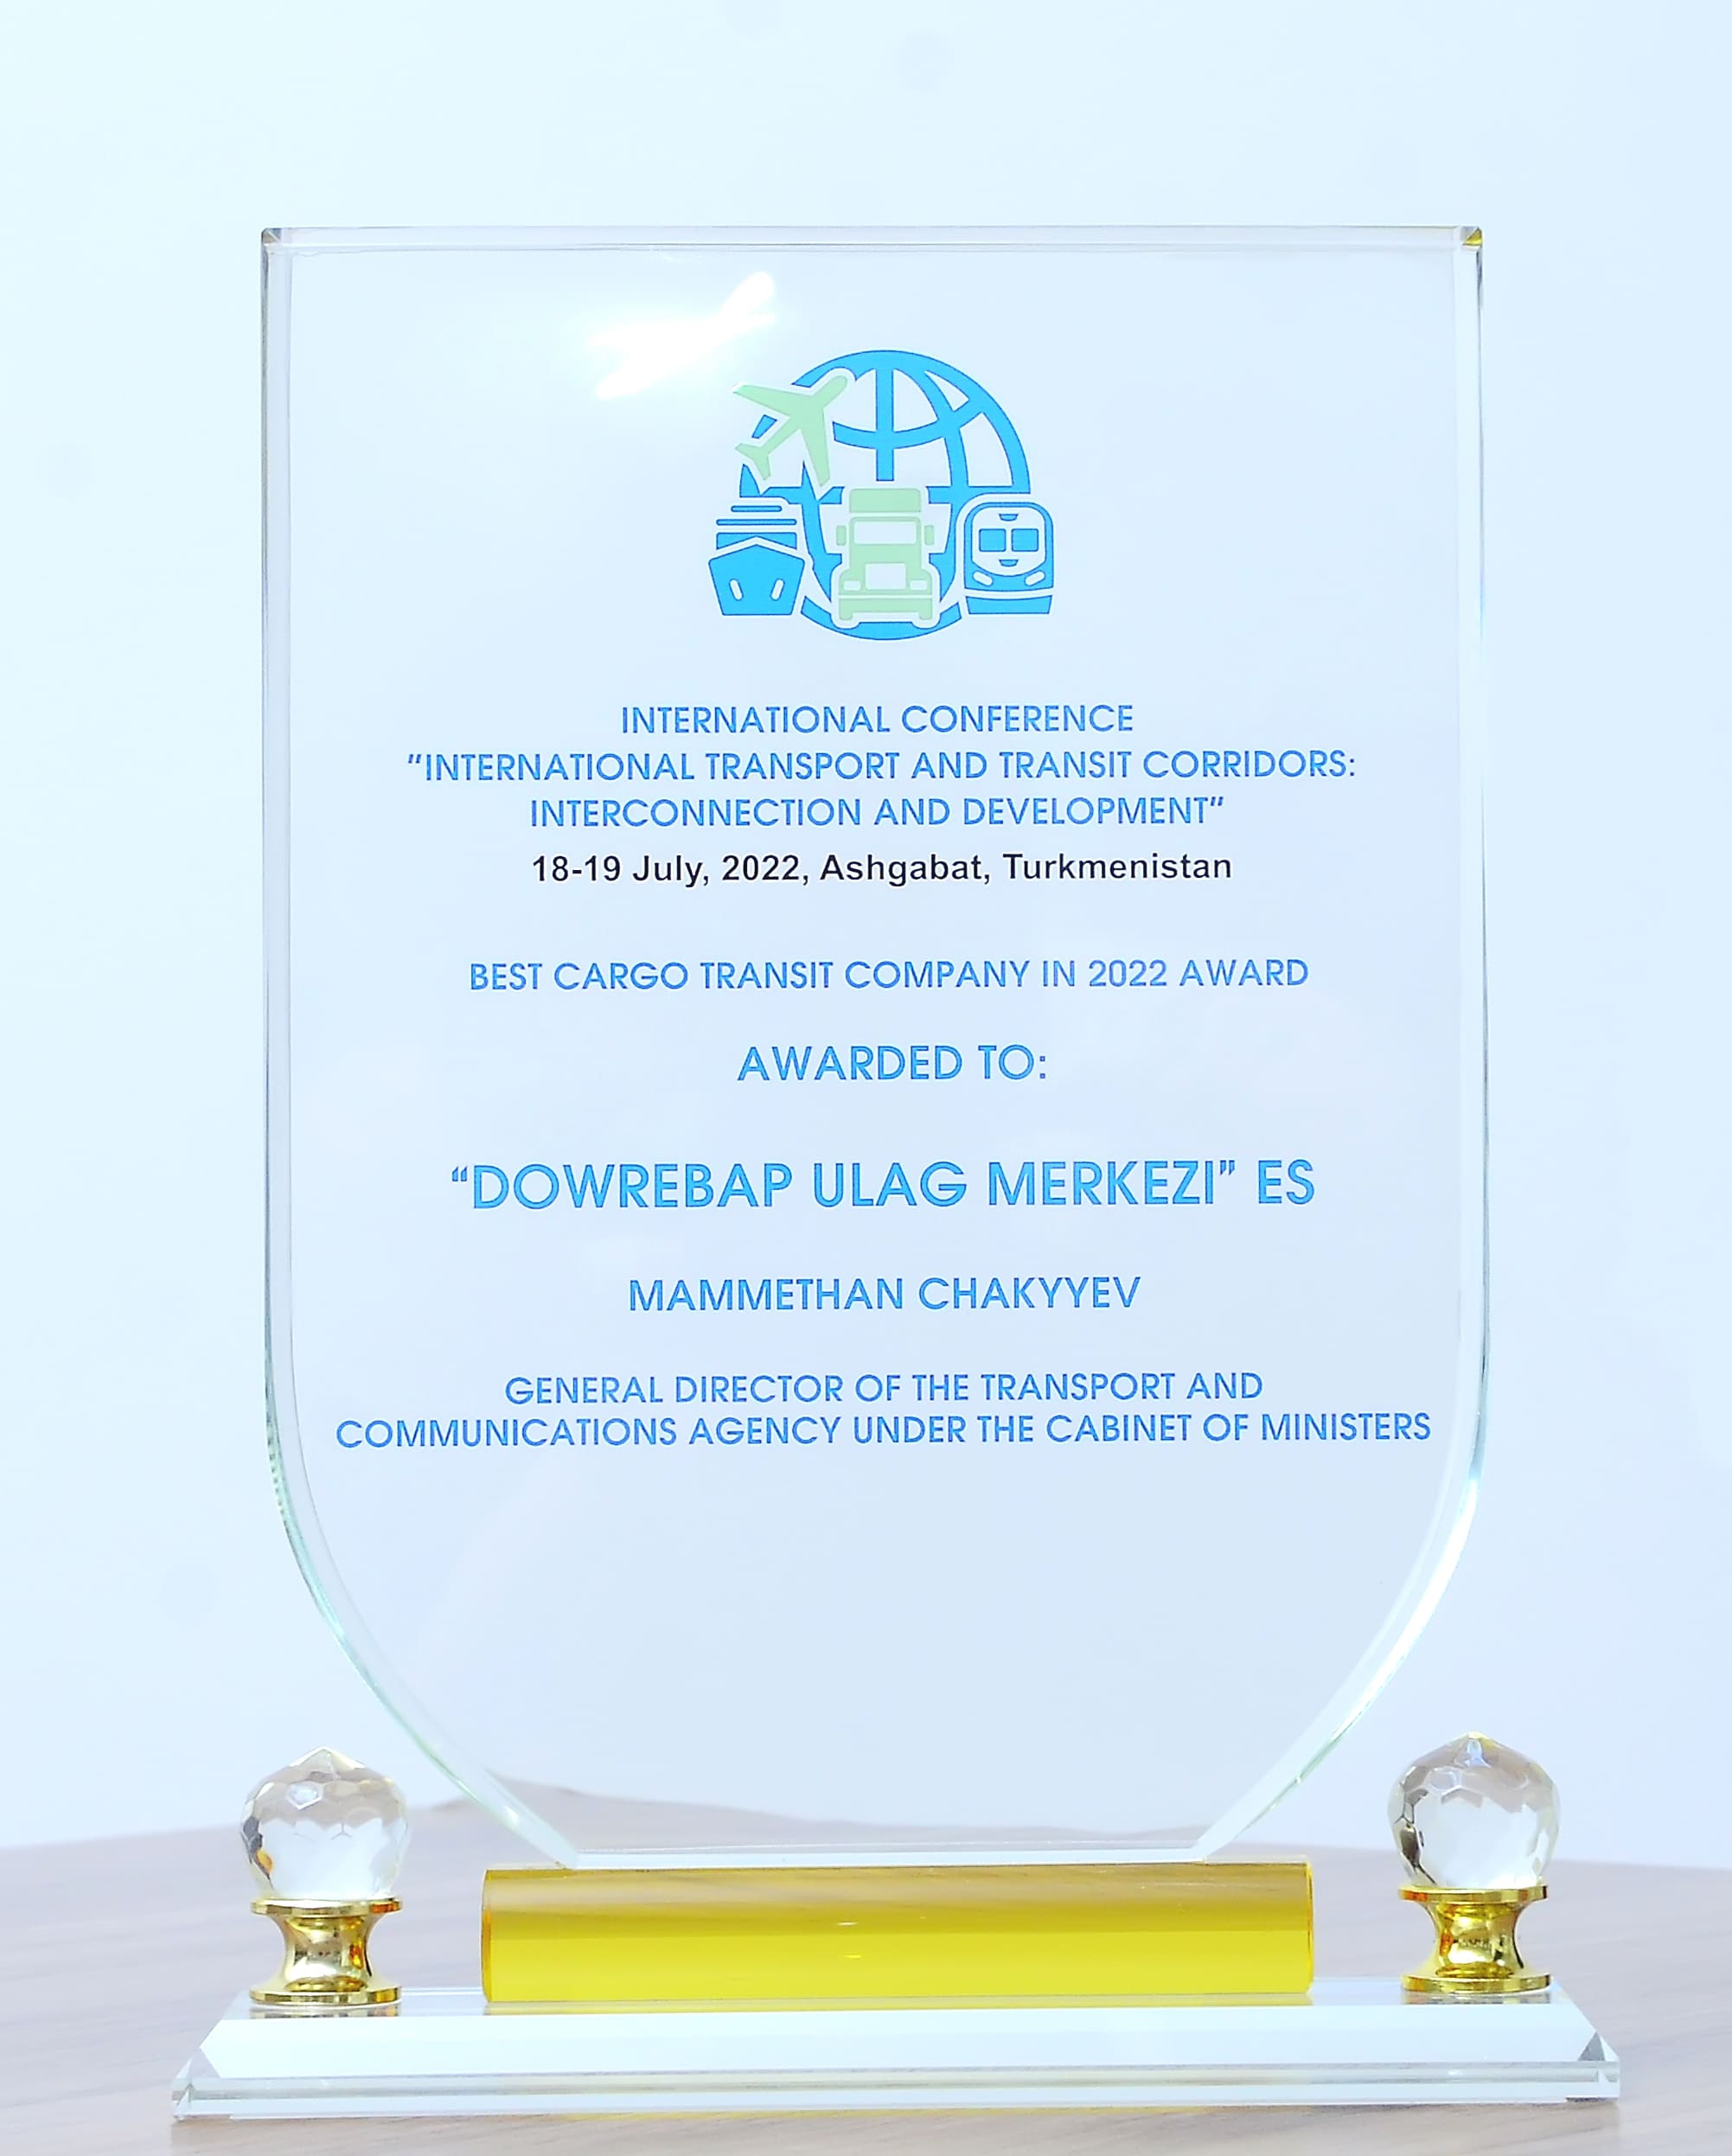 INTERNATIONAL CONFERENCE
"INTERNATIONAL TRANSPORT AND TRANSIT CORRIDORS:
INTERCONNECTION AND DEVELOPMENT"
18-19 July, 2022, Ashgabat, Turkmenistan
BEST CARGO TRANSIT COMPANY IN 2022 AWARD
AWARDED TO:
“DOWREBAP ULAG MERKEZI” ES
MAMMETHAN CHAKYYEV
GENERAL DIRECTOR OF THE TRANSPORT AND
COMMUNICATIONS AGENCY UNDER THE CABINET OF MINISTERS